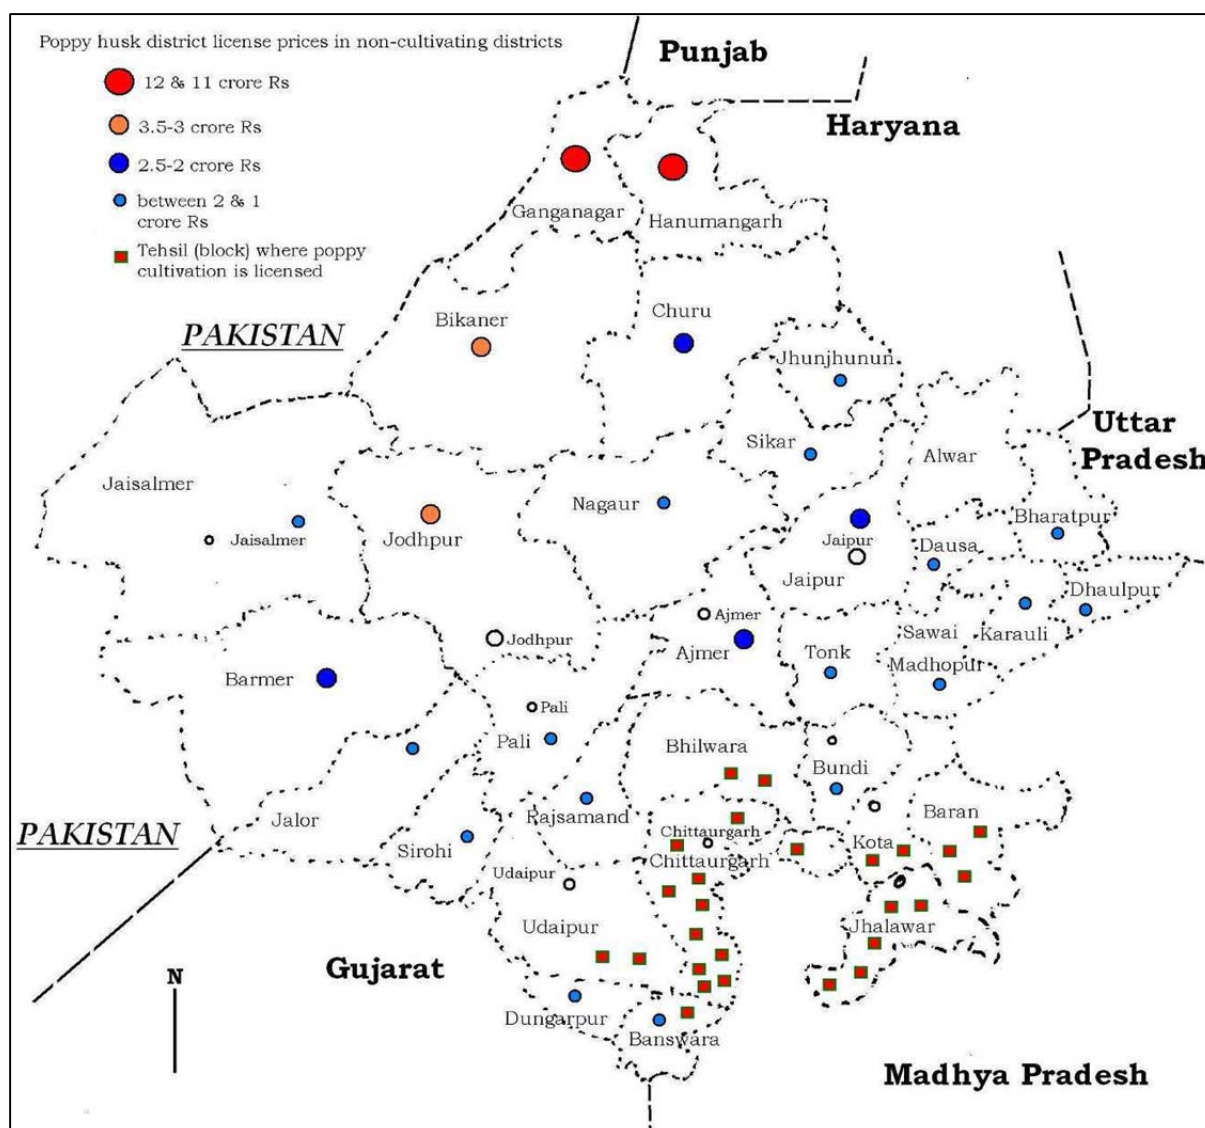 Poppy husk district license prices in non-cultivating districts
12 & 11 crore Rs
3.5-3 crore Rs
2.5-2 crore Rs
between 2 & 1
crore Rs
Tehsil (block) where poppy
cultivation is licensed
Punjab
Haryana
Ganganagar
Hanumangarh
Bikaner
Churu
PAKISTAN
Jhunjhunun
Uttar
Pradesh
Sikar
Alwar
Jaisalmer
Nagaur
Bharatpur
Jaisalmer
Jodhpur
Jaipur
Dausa
Jaipur
Dhaulpur
Ajmer
Sawai
Karauli
Jodhpur
Ajmer
Tonk
Madhopur
Barmer
Pali
Pali
Bhilwara
Bundi
Jalor
Rajsamand
Baran
PAKISTAN
Chittaurgarh
Kota
Sirohi
Chittaurgarh
Udaipur
Udaipur
Jhalawar
Gujarat
N
Dungarpur
Banswara
Madhya Pradesh